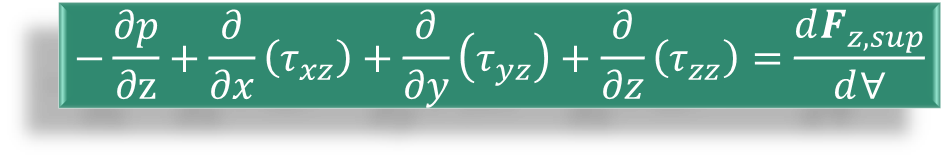 −∂p/∂z + ∂/∂x (τ_xz) + ∂/∂y (τ_yz) + ∂/∂z (τ_zz) = dF_z,sup/d∀